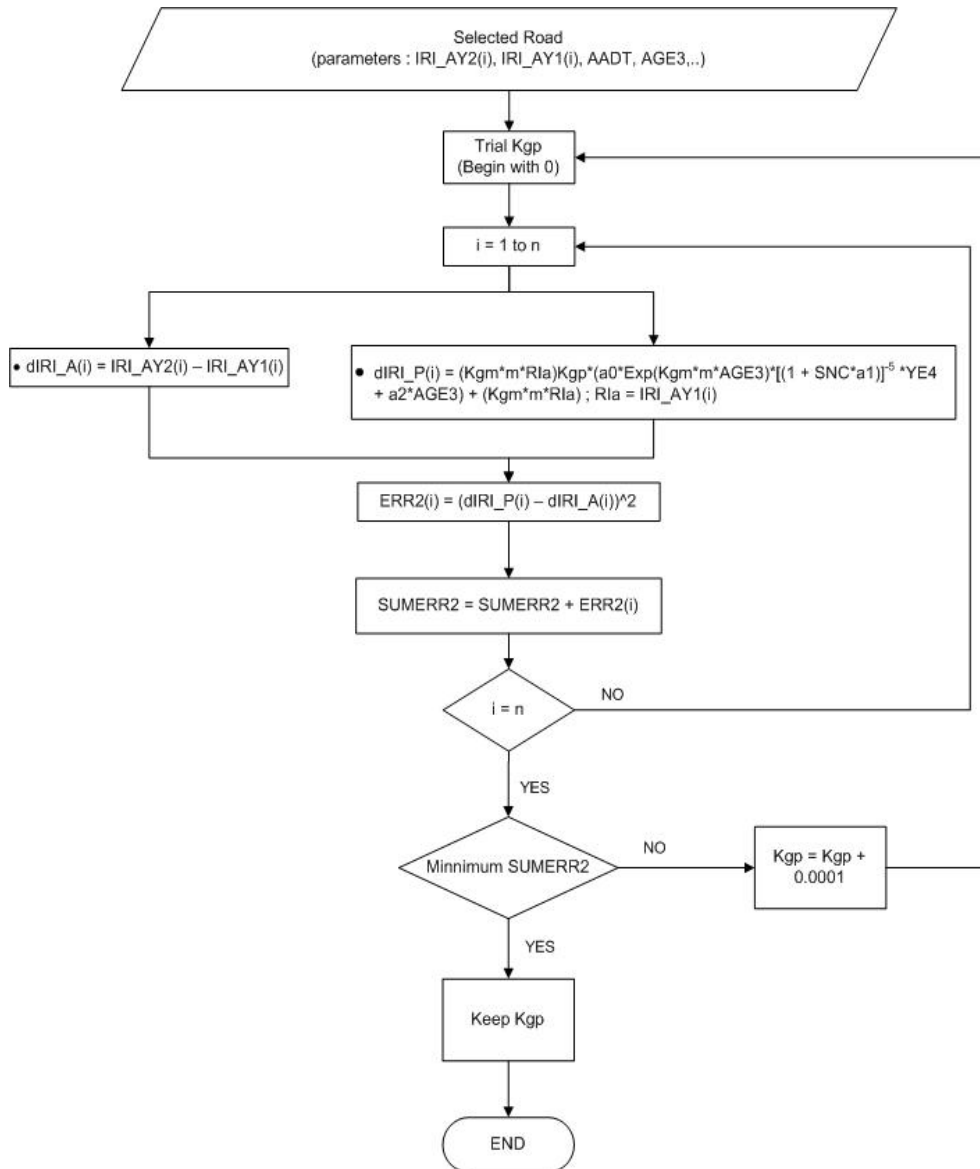 Selected Road
(parameters : IRI_AY2(i), IRI_AY1(i), AADT, AGE3,..)
Trial Kgp
(Begin with 0)
i = 1 to n
• dIRI_A(i) = IRI_AY2(i) – IRI_AY1(i)
• dIRI_P(i) = (Kgm*m*RIa)Kgp*(a0*Exp(Kgm*m*AGE3)*[(1 + SNC*a1)]⁻⁵ *YE4
+ a2*AGE3) + (Kgm*m*RIa) ; RIa = IRI_AY1(i)
ERR2(i) = (dIRI_P(i) – dIRI_A(i))^2
SUMERR2 = SUMERR2 + ERR2(i)
i = n
NO
YES
Minnimum SUMERR2
NO
Kgp = Kgp +
0.0001
YES
Keep Kgp
END